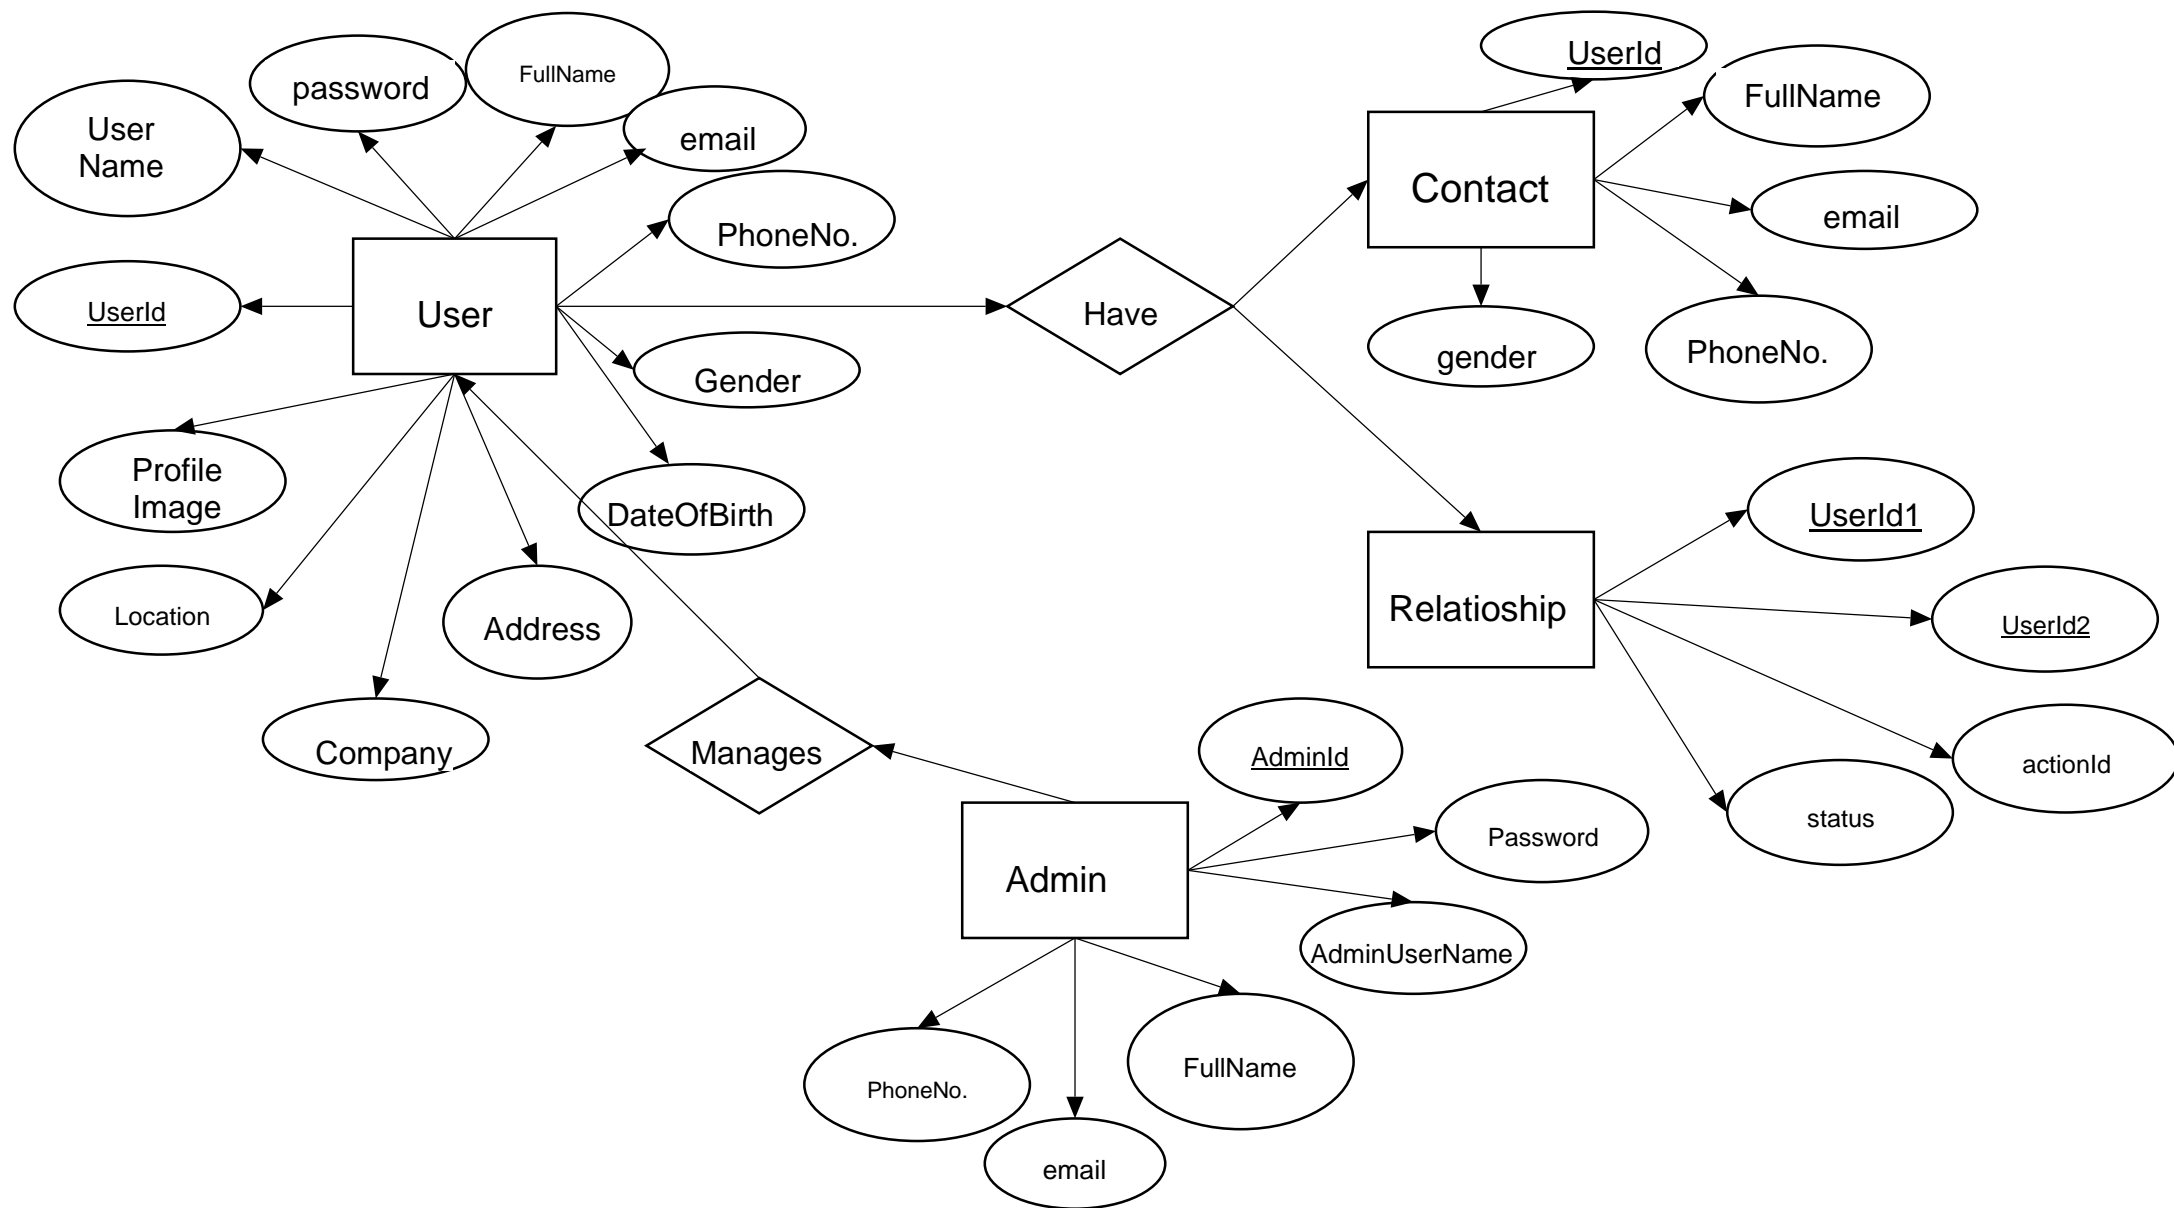 UserId
FullName
password
FullName
email
User
Name
Contact
email
PhoneNo.
UserId
User
Have
gender
PhoneNo.
Gender
Profile
Image
DateOfBirth
UserId1
Relatioship
Location
Address
UserId2
Company
Manages
AdminId
actionId
status
Password
Admin
AdminUserName
FullName
PhoneNo.
email